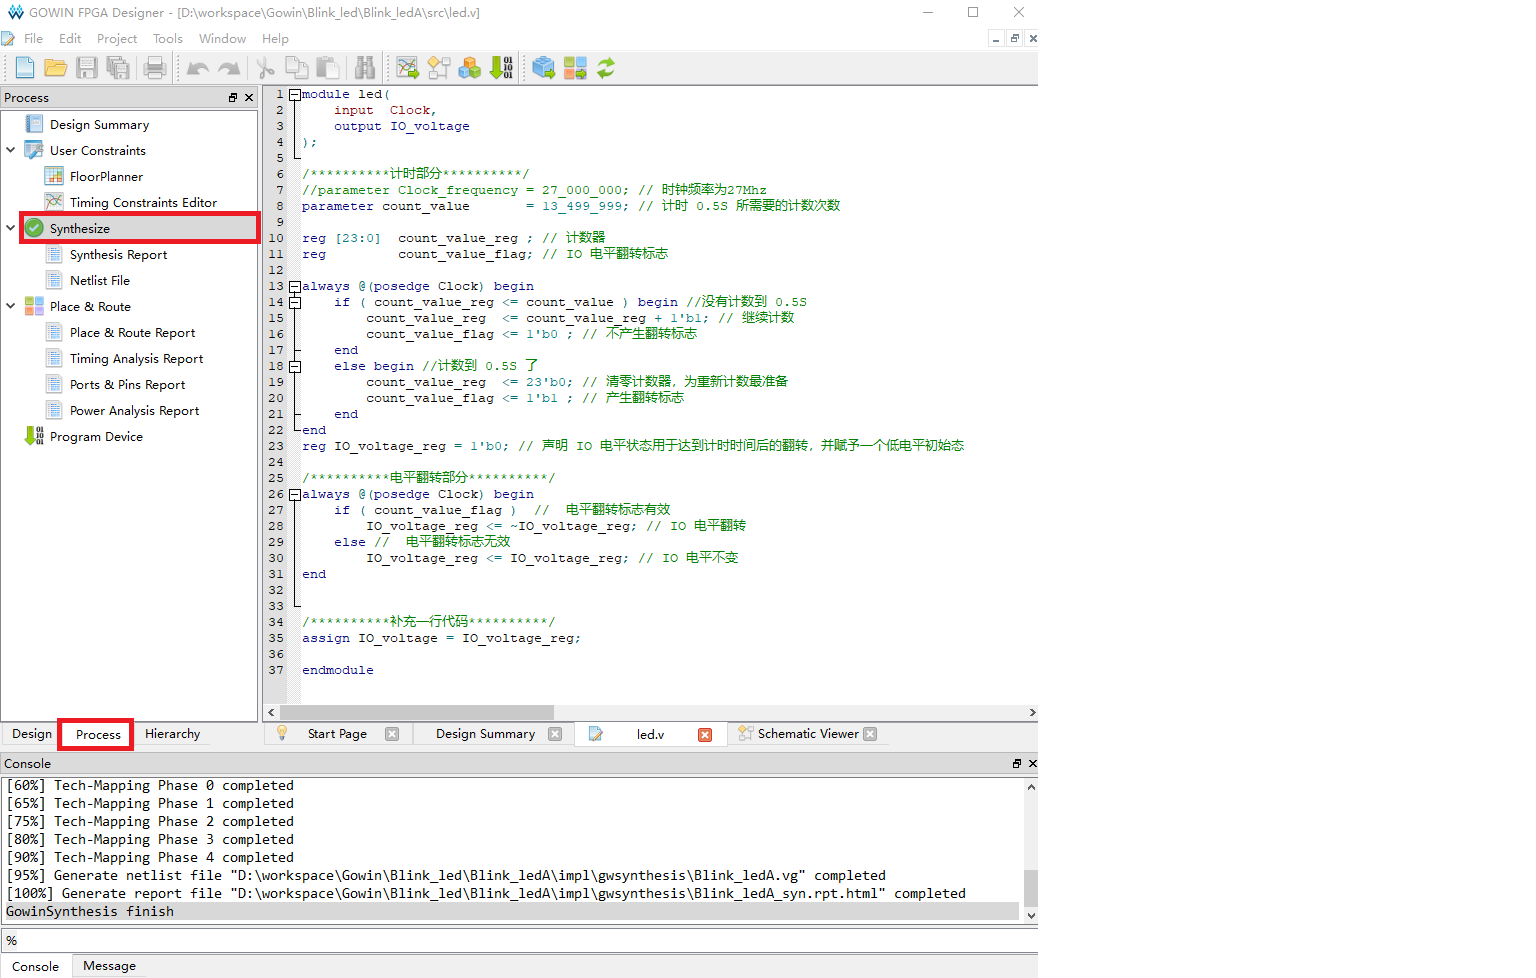 GOWIN FPGA Designer - [D:\workspace\Gowin\Blink_led\Blink_ledA\src\led.v]
File Edit Project Tools Window Help
Process
Design Summary
User Constraints
FloorPlanner
Timing Constraints Editor
Synthesize
Synthesis Report
Netlist File
Place & Route
Place & Route Report
Timing Analysis Report
Ports & Pins Report
Power Analysis Report
Program Device
1 module led(
2 input  Clock,
3 output IO_voltage
4 );
5
6 /**********计时部分**********/
7 //parameter Clock_frequency = 27_000_000; // 时钟频率为27Mhz
8 parameter count_value       = 13_499_999; // 计时 0.5S 所需要的计数次数
9
10 reg [23:0]  count_value_reg ; // 计数器
11 reg         count_value_flag; // IO 电平翻转标志
12
13 always @(posedge Clock) begin
14 if ( count_value_reg <= count_value ) begin //没有计数到 0.5S
15 count_value_reg  <= count_value_reg + 1'b1; // 继续计数
16 count_value_flag <= 1'b0 ; // 不产生翻转标志
17 end
18 else begin //计数到 0.5S 了
19 count_value_reg  <= 23'b0; // 清零计数器，为重新计数最准备
20 count_value_flag <= 1'b1 ; // 产生翻转标志
21 end
22 end
23 reg IO_voltage_reg = 1'b0; // 声明 IO 电平状态用于达到计时时间后的翻转，并赋予一个低电平初始态
24
25 /**********电平翻转部分**********/
26 always @(posedge Clock) begin
27 if ( count_value_flag )  //  电平翻转标志有效
28 IO_voltage_reg <= ~IO_voltage_reg; // IO 电平翻转
29 else //  电平翻转标志无效
30 IO_voltage_reg <= IO_voltage_reg; // IO 电平不变
31 end
32
33
34 /**********补充一行代码**********/
35 assign IO_voltage = IO_voltage_reg;
36
37 endmodule
Design Process Hierarchy
Start Page Design Summary led.v Schematic Viewer
Console
[60%] Tech-Mapping Phase 0 completed
[65%] Tech-Mapping Phase 1 completed
[75%] Tech-Mapping Phase 2 completed
[80%] Tech-Mapping Phase 3 completed
[90%] Tech-Mapping Phase 4 completed
[95%] Generate netlist file "D:\workspace\Gowin\Blink_led\Blink_ledA\impl\gwsynthesis\Blink_ledA.vg" completed
[100%] Generate report file "D:\workspace\Gowin\Blink_led\Blink_ledA\impl\gwsynthesis\Blink_ledA_syn.rpt.html" completed
GowinSynthesis finish
%
Console Message